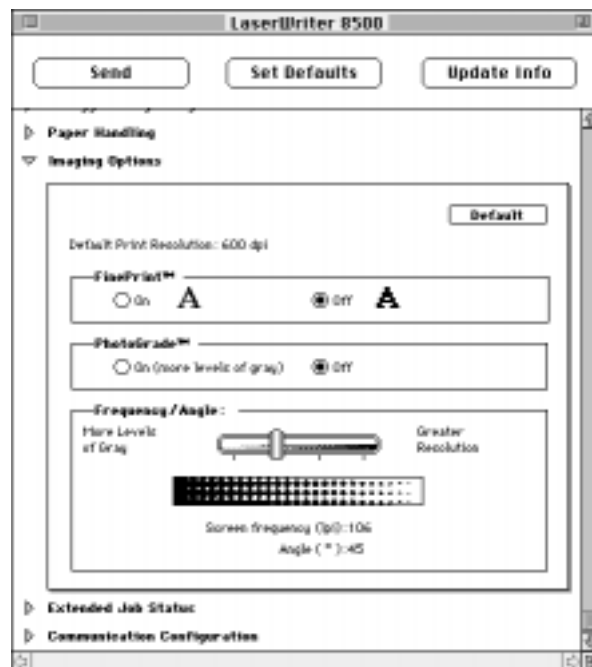 LaserWriter 8500
Send Set Defaults Update Info
Paper Handling
Imaging Options
Default
Default Print Resolution: 600 dpi
FinePrint™
On A Off A
PhotoGrade™
On (more levels of gray) Off
Frequency/Angle:
More Levels Greater
of Gray Resolution
Screen frequency (lpi):106
Angle (°):45
Extended Job Status
Communication Configuration